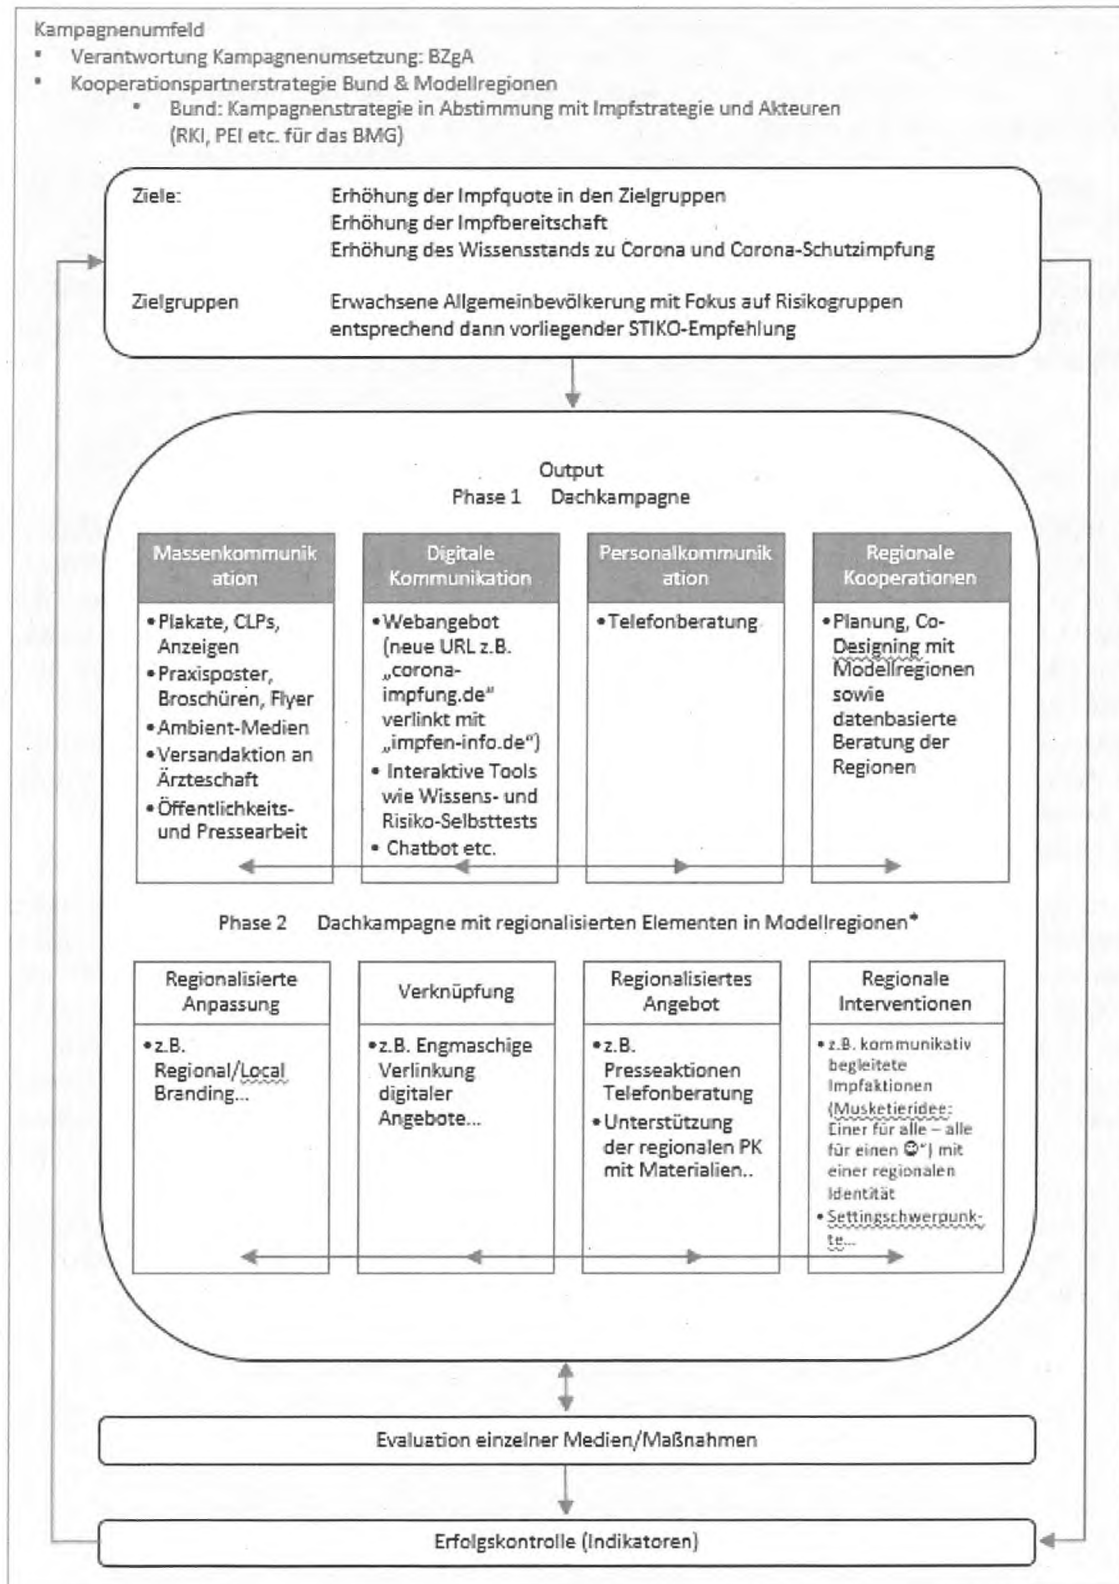 Kampagnenumfeld
▪ Verantwortung Kampagnenumsetzung: BZgA
▪ Kooperationspartnerstrategie Bund & Modellregionen
▪ Bund: Kampagnenstrategie in Abstimmung mit Impfstrategie und Akteuren
(RKI, PEI etc. für das BMG)
Ziele: Erhöhung der Impfquote in den Zielgruppen
Erhöhung der Impfbereitschaft
Erhöhung des Wissensstands zu Corona und Corona-Schutzimpfung
Zielgruppen Erwachsene Allgemeinbevölkerung mit Fokus auf Risikogruppen
entsprechend dann vorliegender STIKO-Empfehlung
Output
Phase 1 Dachkampagne
Massenkommunik
ation
• Plakate, CLPs,
Anzeigen
• Praxisposter,
Broschüren, Flyer
• Ambient-Medien
• Versandaktion an
Ärzteschaft
• Öffentlichkeits-
und Pressearbeit
Digitale
Kommunikation
• Webangebot
(neue URL z.B.
„corona-
impfung.de“
verlinkt mit
„impfen-info.de“)
• Interaktive Tools
wie Wissens- und
Risiko-Selbsttests
• Chatbot etc.
Personalkommunik
ation
• Telefonberatung
Regionale
Kooperationen
• Planung, Co-
Designing mit
Modellregionen
sowie
datenbasierte
Beratung der
Regionen
Phase 2 Dachkampagne mit regionalisierten Elementen in Modellregionen*
Regionalisierte
Anpassung
• z.B.
Regional/Local
Branding...
Verknüpfung
• z.B. Engmaschige
Verlinkung
digitaler
Angebote...
Regionalisiertes
Angebot
• z.B.
Presseaktionen
Telefonberatung
• Unterstützung
der regionalen PK
mit Materialien..
Regionale
Interventionen
• z.B. kommunikativ
begleitete
Impfaktionen
(Musketieridee:
Einer für alle – alle
für einen ☺“) mit
einer regionalen
Identität
• Settingschwerpunk-
te...
Evaluation einzelner Medien/Maßnahmen
Erfolgskontrolle (Indikatoren)